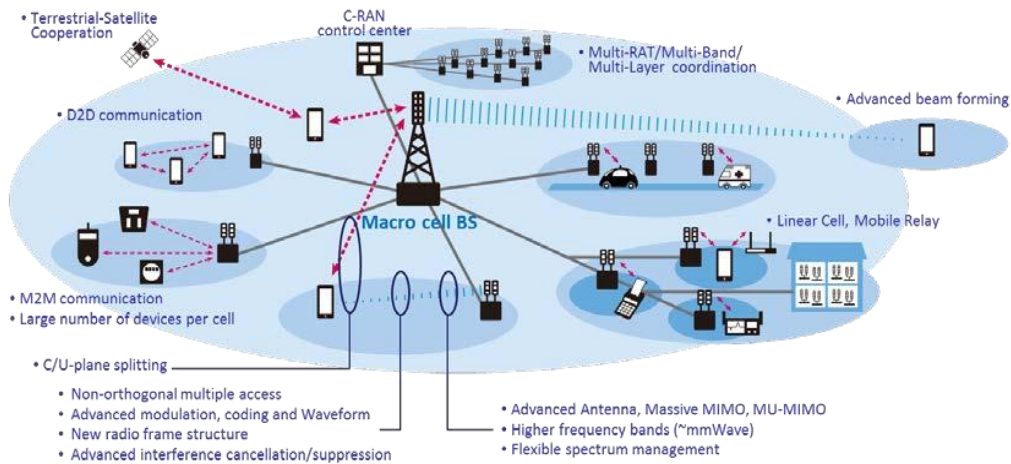 • Terrestrial-Satellite
Cooperation
C-RAN
control center
• Multi-RAT/Multi-Band/
Multi-Layer coordination
• Advanced beam forming
• D2D communication
Macro cell BS
• Linear Cell, Mobile Relay
• M2M communication
• Large number of devices per cell
• C/U-plane splitting
• Non-orthogonal multiple access
• Advanced modulation, coding and Waveform
• New radio frame structure
• Advanced interference cancellation/suppression
• Advanced Antenna, Massive MIMO, MU-MIMO
• Higher frequency bands (~mmWave)
• Flexible spectrum management